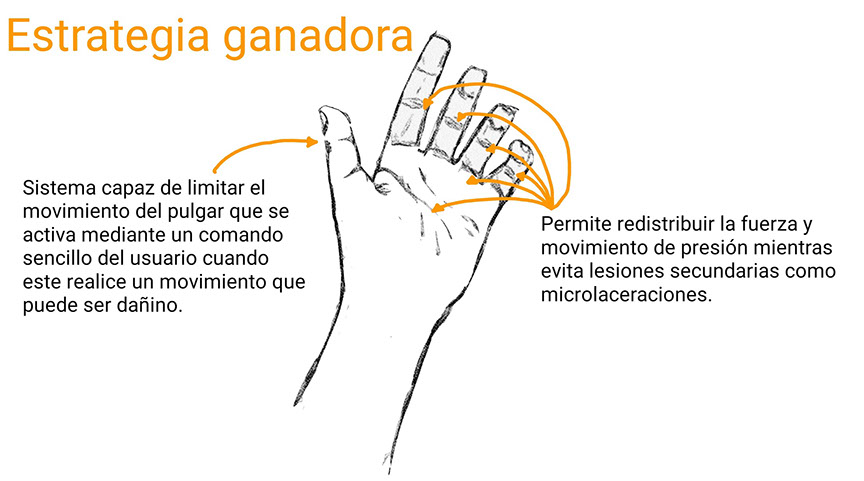 Estrategia ganadora
Sistema capaz de limitar el
movimiento del pulgar que se
activa mediante un comando
sencillo del usuario cuando
este realice un movimiento que
puede ser dañino.
Permite redistribuir la fuerza y
movimiento de presión mientras
evita lesiones secundarias como
microlaceraciones.